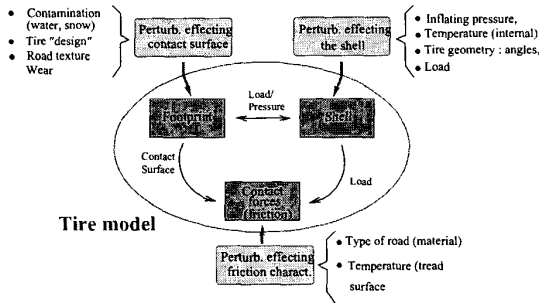 • Contamination
(water, snow)
• Tire "design"
• Road texture
Wear
Perturb. effecting
contact surface
Perturb. effecting
the shell
• Inflating pressure,
• Temperature (internal)
• Tire geometry : angles,
• Load
Load/
Pressure
Footprint
Shell
Contact
Surface
Load
Contact
forces
(friction)
Tire model
Perturb. effecting
friction charact.
• Type of road (material)
• Temperature (tread
surface